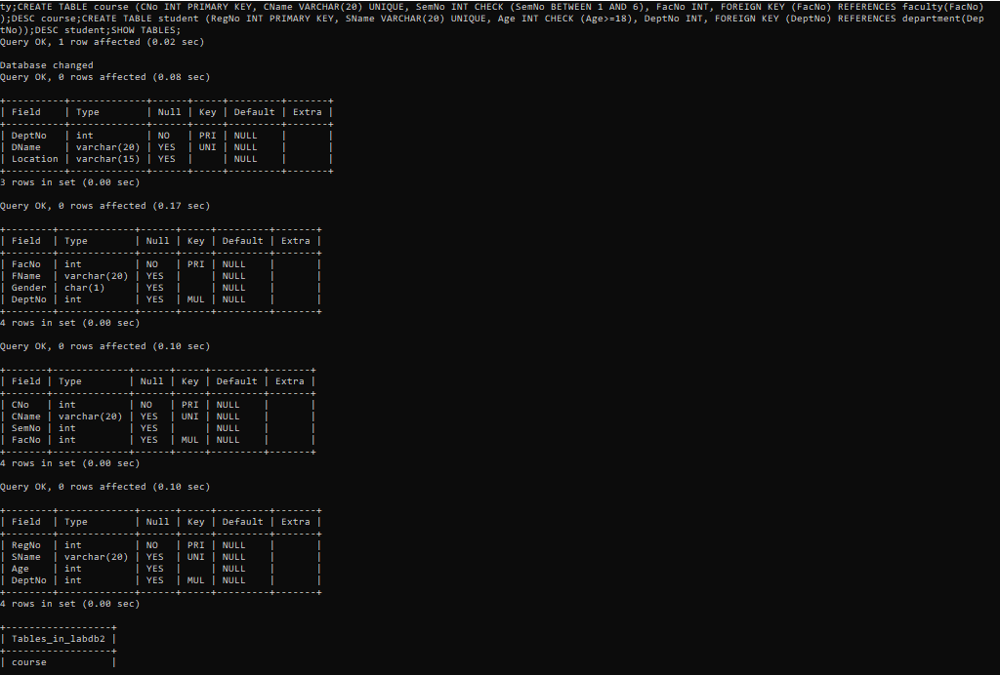 ty;CREATE TABLE course (CNo INT PRIMARY KEY, CName VARCHAR(20) UNIQUE, SemNo INT CHECK (SemNo BETWEEN 1 AND 6), FacNo INT, FOREIGN KEY (FacNo) REFERENCES faculty(FacNo)
);DESC course;CREATE TABLE student (RegNo INT PRIMARY KEY, SName VARCHAR(20) UNIQUE, Age INT CHECK (Age>=18), DeptNo INT, FOREIGN KEY (DeptNo) REFERENCES department(Dep
tNo));DESC student;SHOW TABLES;
Query OK, 1 row affected (0.02 sec)

Database changed
Query OK, 0 rows affected (0.08 sec)

+----------+-------------+------+-----+---------+-------+
| Field    | Type        | Null | Key | Default | Extra |
+----------+-------------+------+-----+---------+-------+
| DeptNo   | int         | NO   | PRI | NULL    |       |
| DName    | varchar(20) | YES  | UNI | NULL    |       |
| Location | varchar(15) | YES  |     | NULL    |       |
+----------+-------------+------+-----+---------+-------+
3 rows in set (0.00 sec)

Query OK, 0 rows affected (0.17 sec)

+--------+-------------+------+-----+---------+-------+
| Field  | Type        | Null | Key | Default | Extra |
+--------+-------------+------+-----+---------+-------+
| FacNo  | int         | NO   | PRI | NULL    |       |
| FName  | varchar(20) | YES  |     | NULL    |       |
| Gender | char(1)     | YES  |     | NULL    |       |
| DeptNo | int         | YES  | MUL | NULL    |       |
+--------+-------------+------+-----+---------+-------+
4 rows in set (0.00 sec)

Query OK, 0 rows affected (0.10 sec)

+-------+-------------+------+-----+---------+-------+
| Field | Type        | Null | Key | Default | Extra |
+-------+-------------+------+-----+---------+-------+
| CNo   | int         | NO   | PRI | NULL    |       |
| CName | varchar(20) | YES  | UNI | NULL    |       |
| SemNo | int         | YES  |     | NULL    |       |
| FacNo | int         | YES  | MUL | NULL    |       |
+-------+-------------+------+-----+---------+-------+
4 rows in set (0.00 sec)

Query OK, 0 rows affected (0.10 sec)

+--------+-------------+------+-----+---------+-------+
| Field  | Type        | Null | Key | Default | Extra |
+--------+-------------+------+-----+---------+-------+
| RegNo  | int         | NO   | PRI | NULL    |       |
| SName  | varchar(20) | YES  | UNI | NULL    |       |
| Age    | int         | YES  |     | NULL    |       |
| DeptNo | int         | YES  | MUL | NULL    |       |
+--------+-------------+------+-----+---------+-------+
4 rows in set (0.00 sec)

+------------------+
| Tables_in_labdb2 |
+------------------+
| course           |